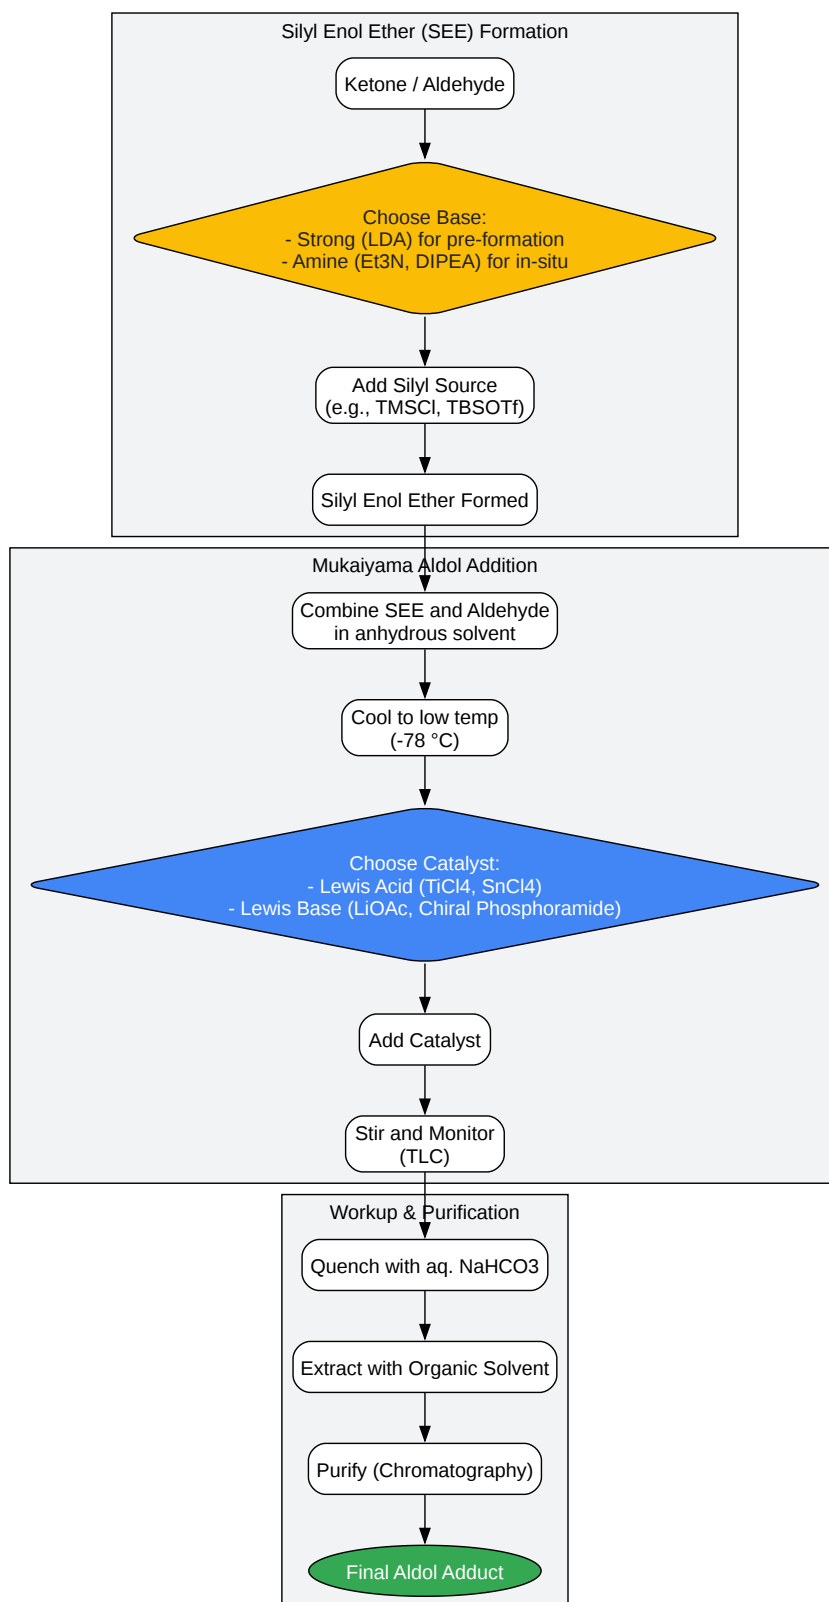 Silyl Enol Ether (SEE) Formation
Ketone / Aldehyde
Choose Base:
- Strong (LDA) for pre-formation
- Amine (Et3N, DIPEA) for in-situ
Add Silyl Source
(e.g., TMSCl, TBSOTf)
Silyl Enol Ether Formed
Mukaiyama Aldol Addition
Combine SEE and Aldehyde
in anhydrous solvent
Cool to low temp
(-78 °C)
Choose Catalyst:
- Lewis Acid (TiCl4, SnCl4)
- Lewis Base (LiOAc, Chiral Phosphoramide)
Add Catalyst
Stir and Monitor
(TLC)
Workup & Purification
Quench with aq. NaHCO3
Extract with Organic Solvent
Purify (Chromatography)
Final Aldol Adduct